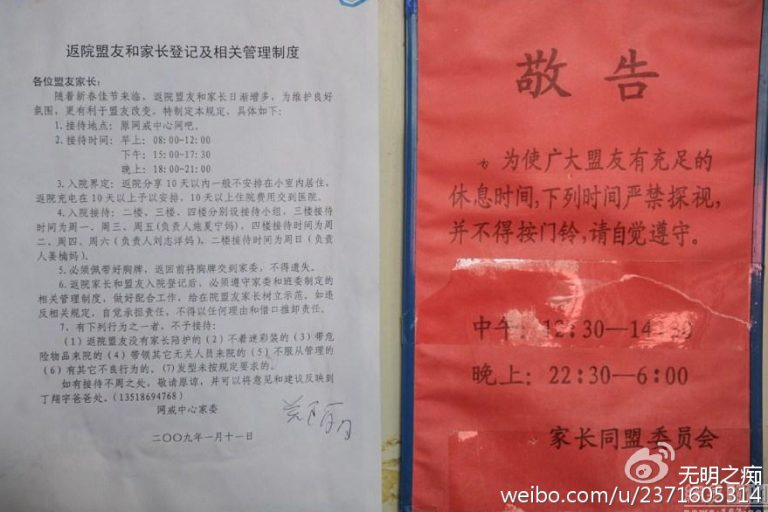 返院盟友和家长登记及相关管理制度
各位盟友家长：
随着新春佳节来临，返院盟友和家长日渐增多，为维护良好
氛围，更有利于盟友改变，特制定本规定，具体如下：
1.接待地点：原网戒中心网吧。
2.接待时间：早上：08:00-12:00
下午：15:00-17:30
晚上：18:00-21:00
3.入院界定：返院分享10天以内一般不安排在小室内居住，
返院充电在10天以上予以安排，10天以上住院费用交到医院。
4.入院接待：二楼、三楼、四楼分别设接待小组，三楼接待
时间为周一、周三、周五（负责人施夏宁妈），四楼接待时间为周
二、周四、周六（负责人刘志洋妈），二楼接待时间为周日（负责
人姜楠妈）。
5.必须佩带好胸牌，返回前将胸牌交到家委，不得遗失。
6.返院家长和盟友入院登记后，必须遵守家委和班委制定的
相关管理制度，做好配合工作，给在院盟友家长树立示范。如违
反相关规定，自觉承担责任，不得以任何理由和借口推卸责任。
7.有下列行为之一者，不予接待：
（1）返院盟友没有家长陪护的（2）不着迷彩装的（3）带危
险物品来院的（4）带领其它无关人员来院的（5）不服从管理的
（6）有其它不良行为的，（7）发型未按规定要求的。
如有接待不周之处，敬请原谅，并可以将意见和建议反映到
丁翔宇爸爸处。（13518694768）
网戒中心家委
二〇〇九年一月十一日
敬告
为使广大盟友有充足的
休息时间，下列时间严禁探视，
并不得按门铃，请自觉遵守。
中午：12:30—14:30
晚上：22:30—6:00
家长同盟委员会
无明之痴
weibo.com/u/2371605314